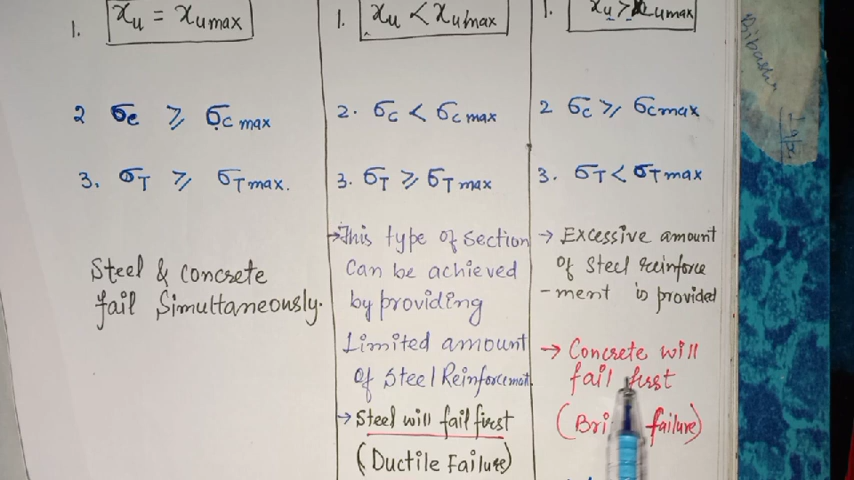 1. xu = xumax
2 σc ⩾ σc max
3. σT ⩾ σT max.
Steel & concrete
fail Simultaneously.
1. xu < xumax
2. σc < σc max
3. σT ⩾ σT max
→ This type of Section
Can be achieved
by providing
Limited amount
of Steel Reinforcement.
→ Steel will fail first
(Ductile Failure)
1. xu > xumax
2 σc ⩾ σcmax
3. σT < σT max
→ Excessive amount
of Steel reinforce
-ment is provided
→ Concrete will
fail first
(Bri failure)